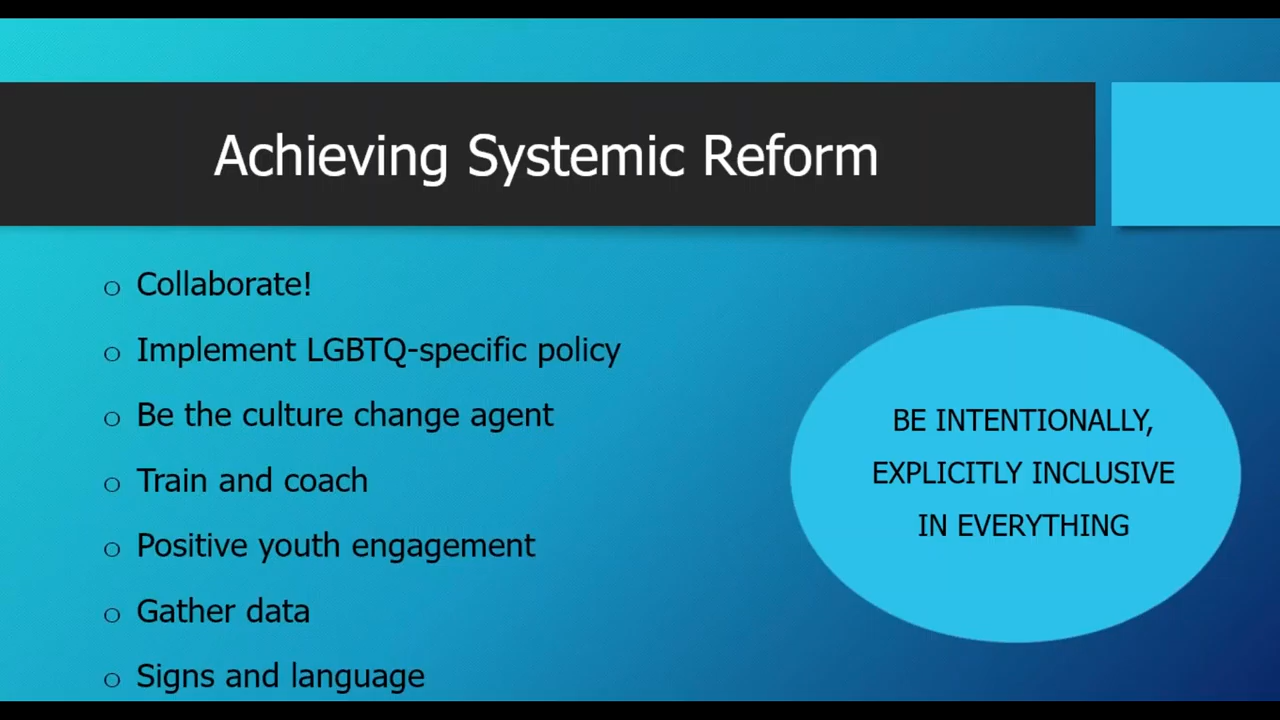 Achieving Systemic Reform
o Collaborate!
o Implement LGBTQ-specific policy
o Be the culture change agent
o Train and coach
o Positive youth engagement
o Gather data
o Signs and language
BE INTENTIONALLY,
EXPLICITLY INCLUSIVE
IN EVERYTHING